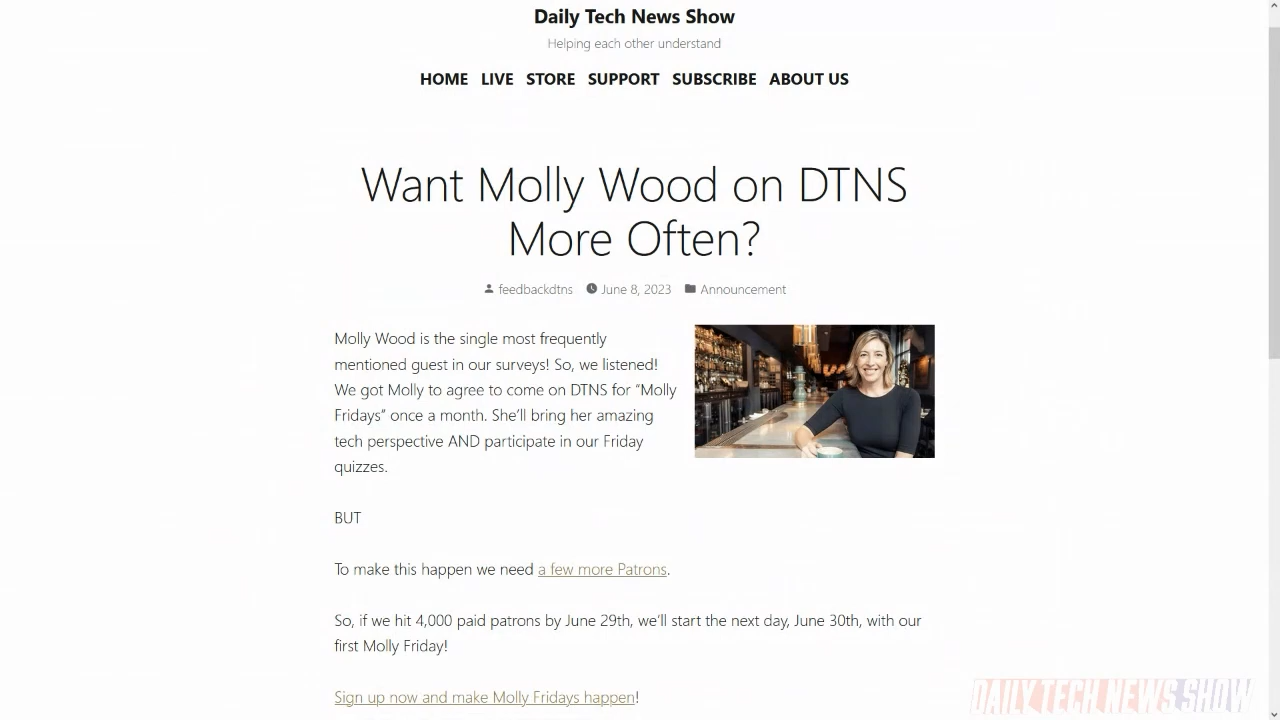 Daily Tech News Show
Helping each other understand
HOME LIVE STORE SUPPORT SUBSCRIBE ABOUT US
Want Molly Wood on DTNS
More Often?
feedbackdtns June 8, 2023 Announcement
Molly Wood is the single most frequently
mentioned guest in our surveys! So, we listened!
We got Molly to agree to come on DTNS for “Molly
Fridays” once a month. She’ll bring her amazing
tech perspective AND participate in our Friday
quizzes.
BUT
To make this happen we need a few more Patrons.
So, if we hit 4,000 paid patrons by June 29th, we’ll start the next day, June 30th, with our
first Molly Friday!
Sign up now and make Molly Fridays happen!
DAILY TECH NEWS SHOW